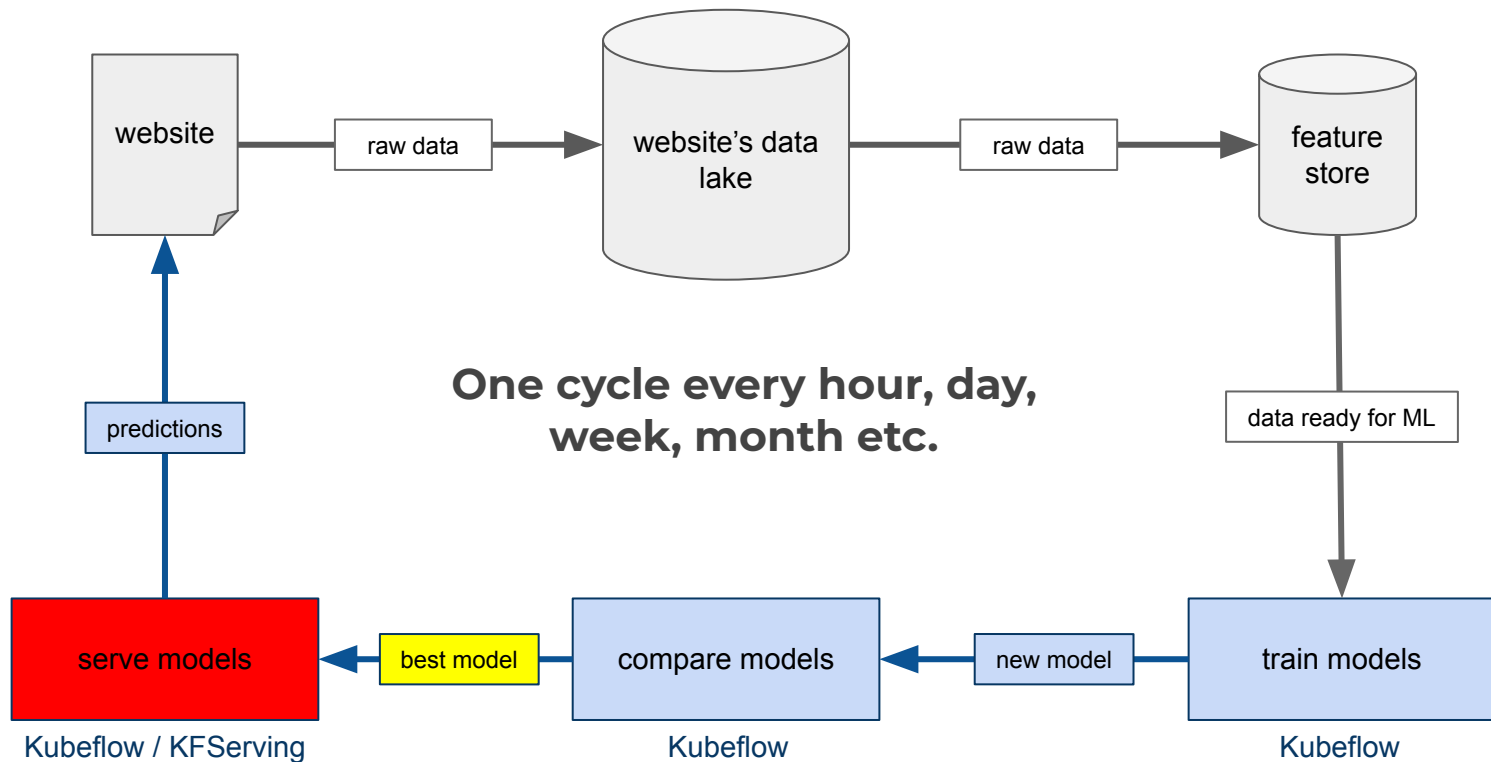 website
raw data
website’s data
lake
raw data
feature
store
One cycle every hour, day,
week, month etc.
predictions
data ready for ML
serve models
best model
compare models
new model
train models
Kubeflow / KFServing
Kubeflow
Kubeflow